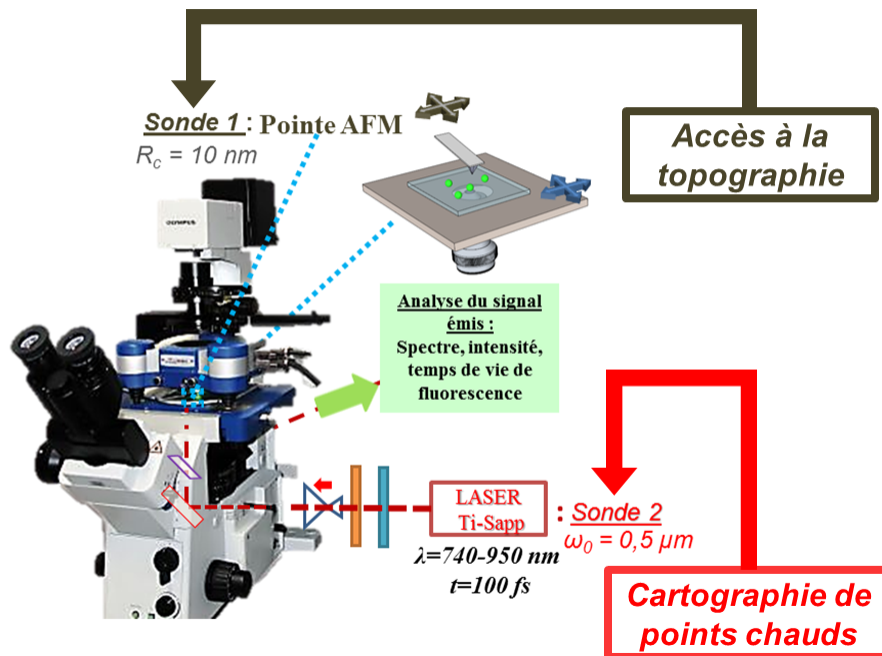 Accès à la
topographie
Sonde 1 : Pointe AFM
R_c = 10 nm
OLYMPUS
Analyse du signal
émis :
Spectre, intensité,
temps de vie de
fluorescence
LASER
Ti-Sapp
: Sonde 2
ω₀ = 0,5 µm
λ=740-950 nm
t=100 fs
Cartographie de
points chauds